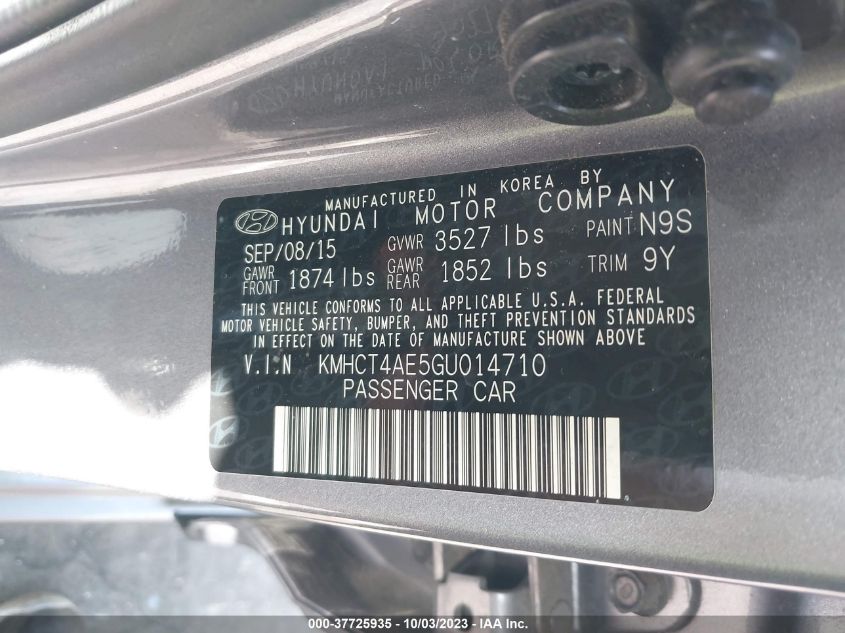 MANUFACTURED IN KOREA BY
HYUNDAI MOTOR COMPANY
SEP/08/15 GVWR 3527 lbs PAINT N9S
GAWR FRONT 1874 lbs GAWR REAR 1852 lbs TRIM 9Y
THIS VEHICLE CONFORMS TO ALL APPLICABLE U.S.A. FEDERAL
MOTOR VEHICLE SAFETY, BUMPER, AND THEFT PREVENTION STANDARDS
IN EFFECT ON THE DATE OF MANUFACTURE SHOWN ABOVE
V.I.N KMHCT4AE5GU014710
PASSENGER CAR
000-37725935 - 10/03/2023 - IAA Inc.